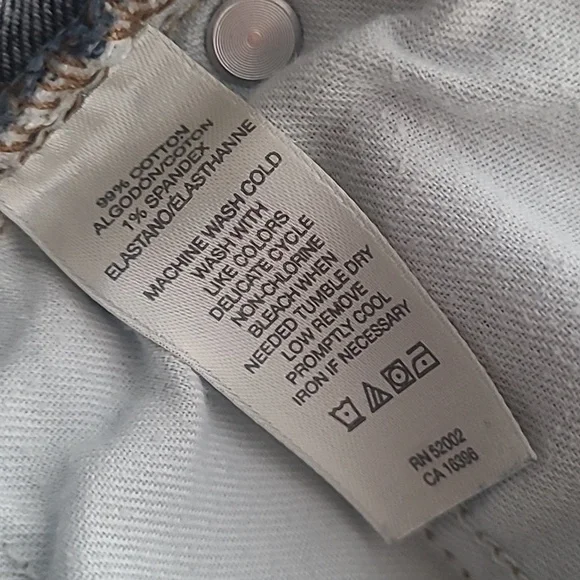 99% COTTON
ALGODON/COTON
1% SPANDEX
ELASTANO/ÉLASTHANNE
MACHINE WASH COLD
WASH WITH
LIKE COLORS
DELICATE CYCLE
NON-CHLORINE
BLEACH WHEN
NEEDED TUMBLE DRY
LOW REMOVE
PROMPTLY COOL
IRON IF NECESSARY
RN 52002
CA 16396